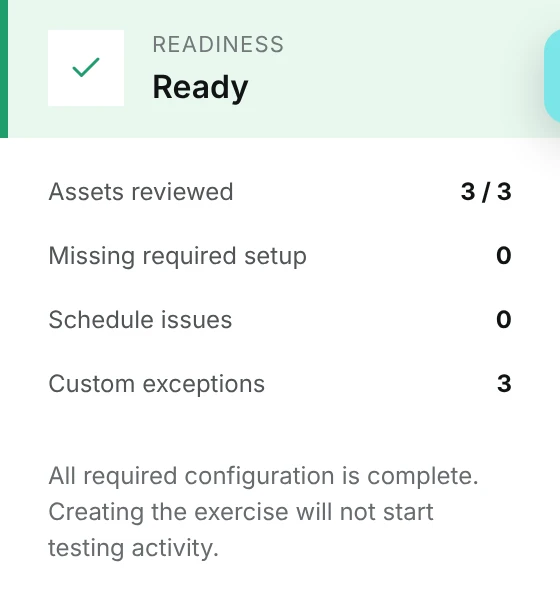 READINESS
Ready
Assets reviewed 3 / 3
Missing required setup 0
Schedule issues 0
Custom exceptions 3
All required configuration is complete.
Creating the exercise will not start
testing activity.